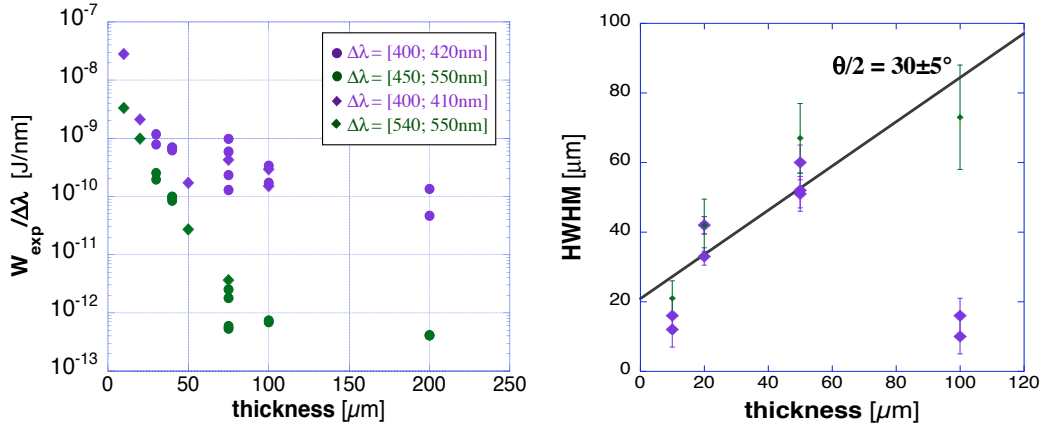 10⁻⁷
10⁻⁸
10⁻⁹
10⁻¹⁰
10⁻¹¹
10⁻¹²
10⁻¹³
W_exp/Δλ [J/nm]
Δλ = [400; 420nm]
Δλ = [450; 550nm]
Δλ = [400; 410nm]
Δλ = [540; 550nm]
0 50 100 150 200 250
thickness [µm]
100
80
60
40
20
0
HWHM [µm]
θ/2 = 30±5°
0 20 40 60 80 100 120
thickness [µm]